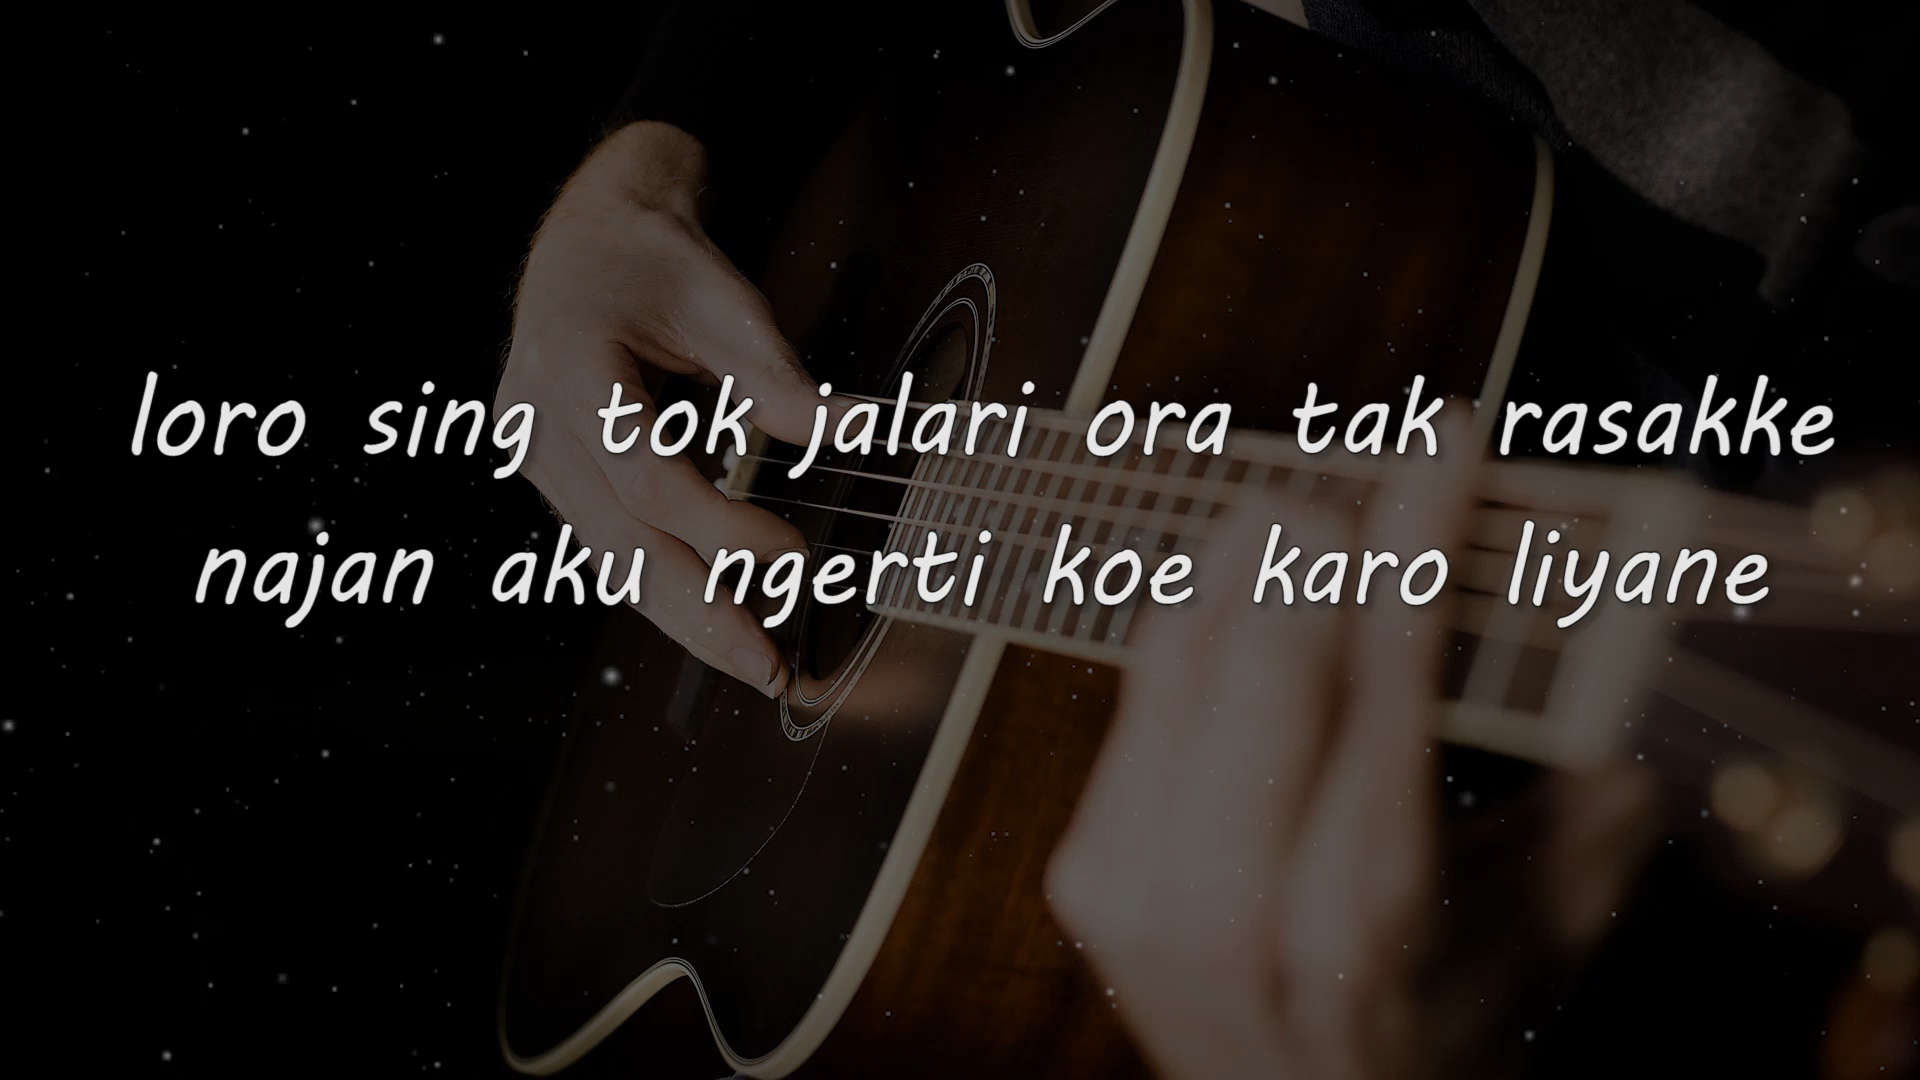 loro sing tok jalari ora tak rasakke
najan aku ngerti koe karo liyane